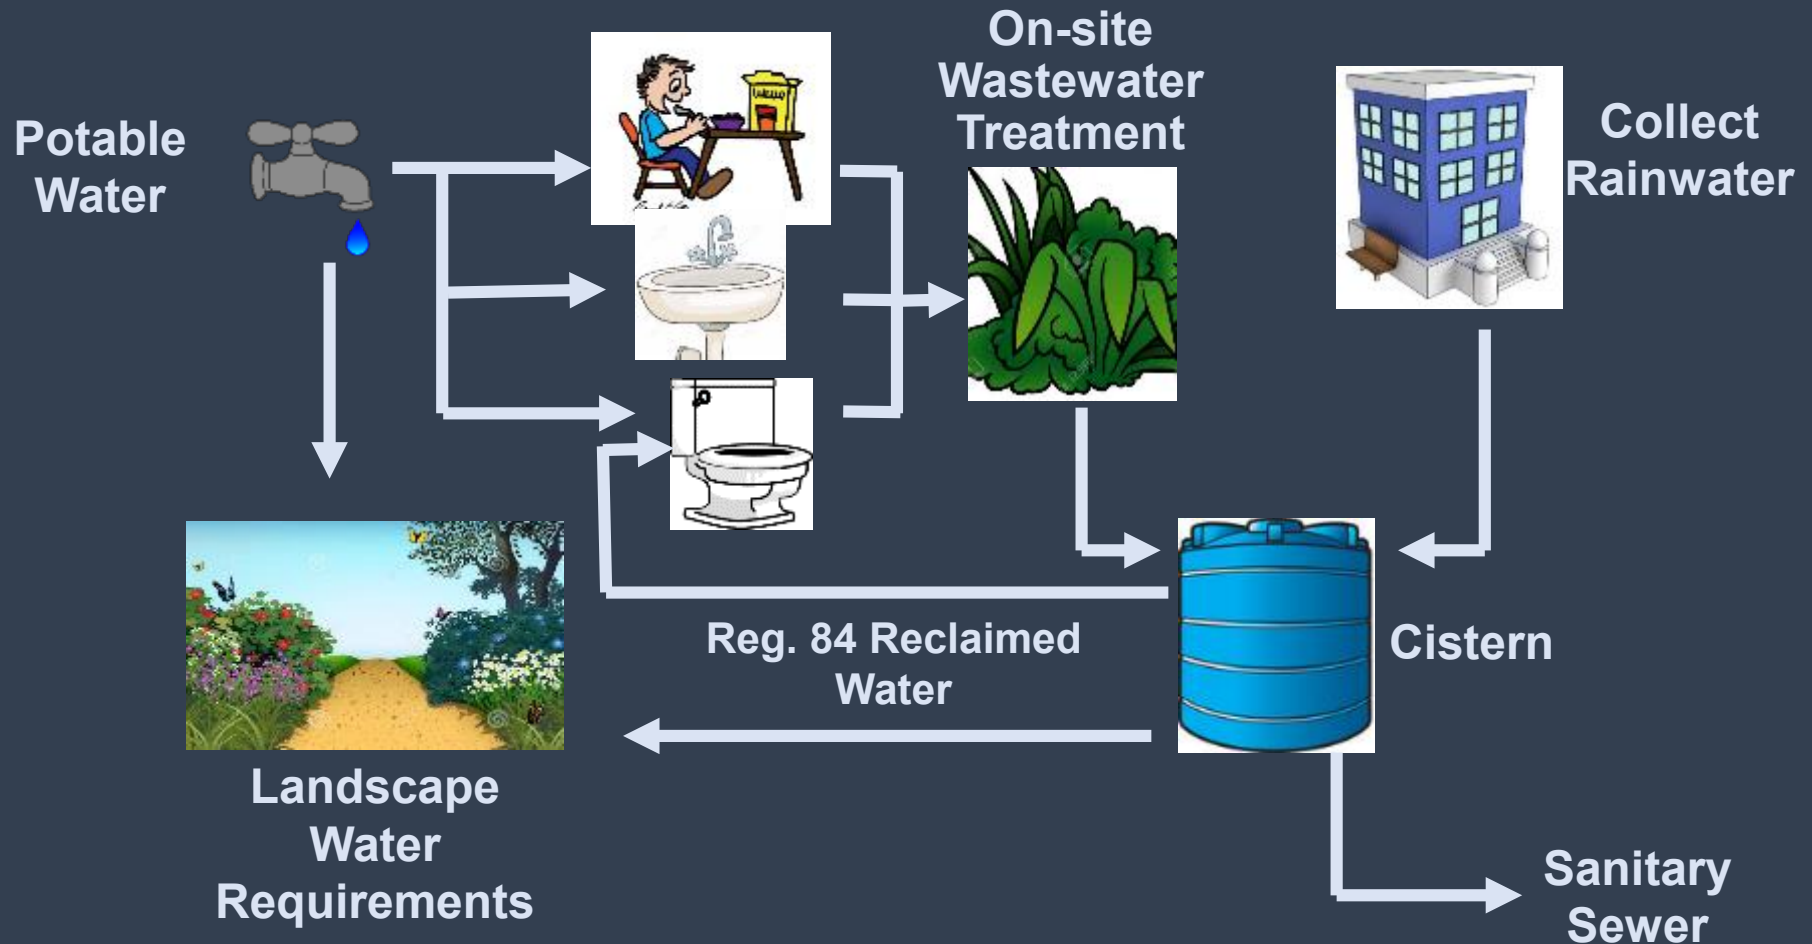 On-site
Wastewater
Treatment
Potable
Water
Collect
Rainwater
Reg. 84 Reclaimed
Water
Cistern
Landscape
Water
Requirements
Sanitary
Sewer